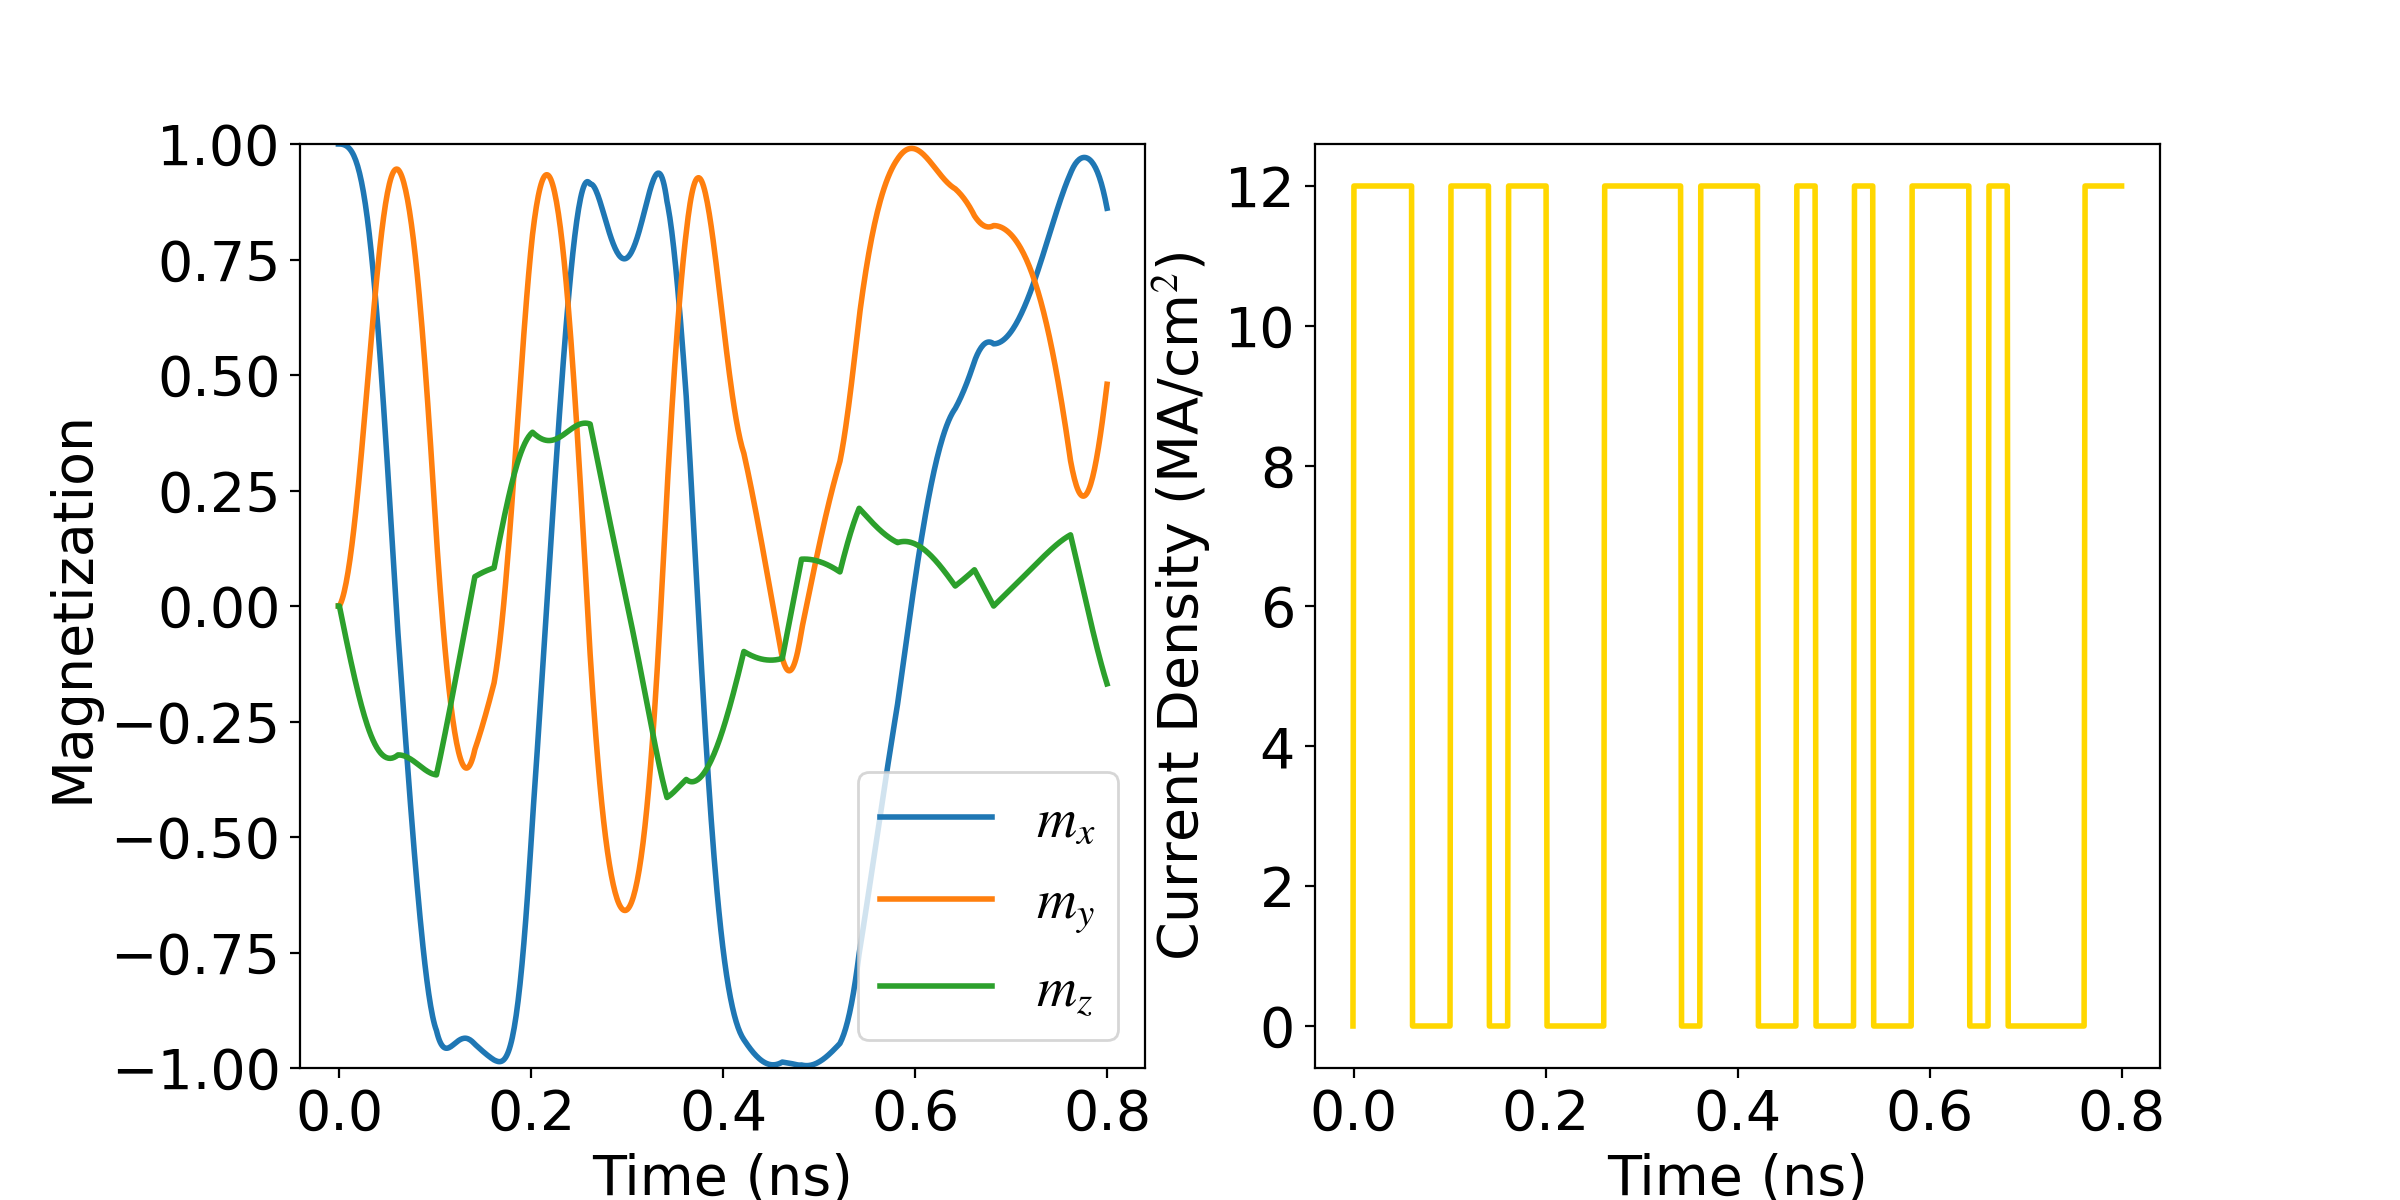 Magnetization
1.00
0.75
0.50
0.25
0.00
−0.25
−0.50
−0.75
−1.00
0.0 0.2 0.4 0.6 0.8
Time (ns)
m_x
m_y
m_z
Current Density (MA/cm²)
12
10
8
6
4
2
0
0.0 0.2 0.4 0.6 0.8
Time (ns)